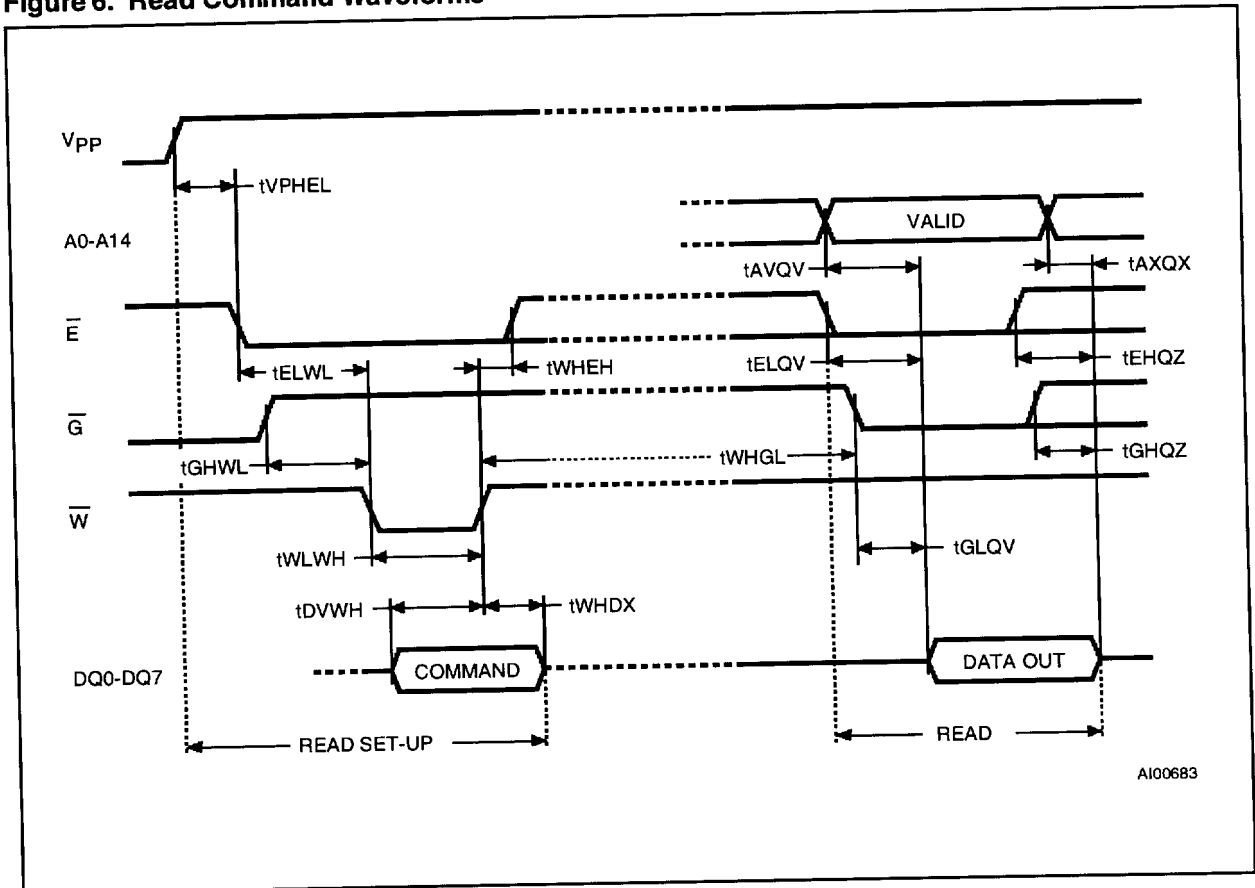 Figure 6. Read Command Waveforms
VPP
tVPHEL
A0-A14
VALID
tAVQV
tAXQX
E
tELWL
tWHEH
tELQV
tEHQZ
G
tGHWL
tWHGL
tGHQZ
W
tWLWH
tGLQV
tDVWH
tWHDX
DQ0-DQ7
COMMAND
DATA OUT
READ SET-UP
READ
AI00683